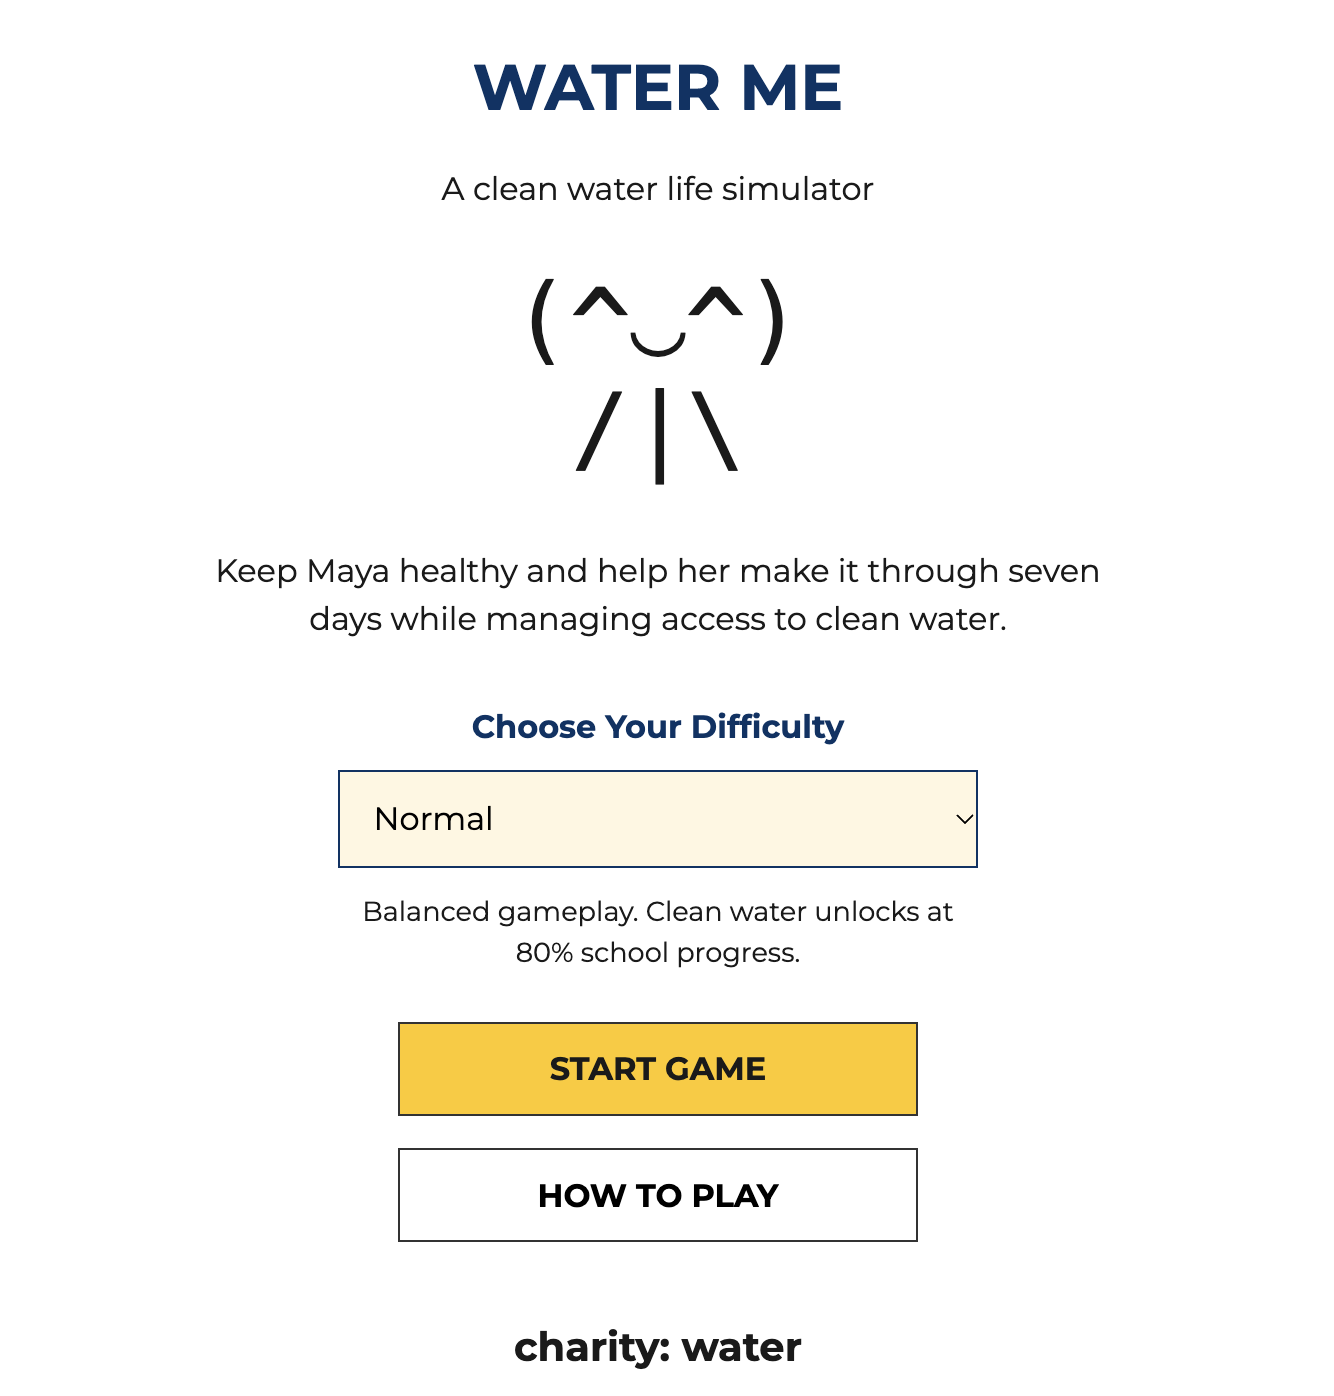 WATER ME
A clean water life simulator
(^‿^)
/|\
Keep Maya healthy and help her make it through seven
days while managing access to clean water.
Choose Your Difficulty
Normal
Balanced gameplay. Clean water unlocks at
80% school progress.
START GAME
HOW TO PLAY
charity: water